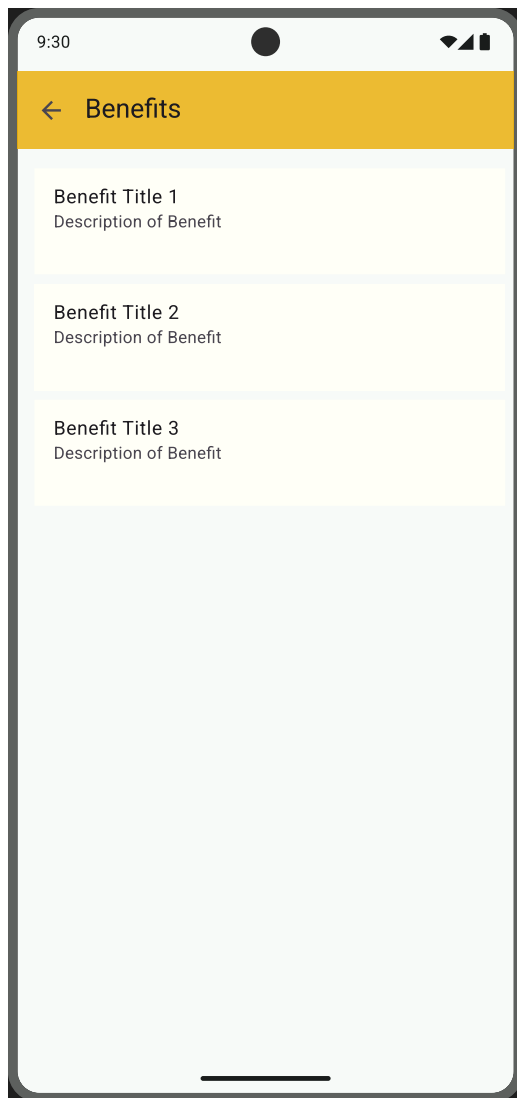 9:30
Benefits
Benefit Title 1
Description of Benefit
Benefit Title 2
Description of Benefit
Benefit Title 3
Description of Benefit